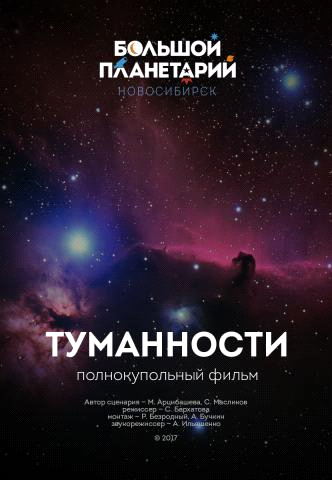 БОЛЬШОЙ
ПЛАНЕТАРИЙ
НОВОСИБИРСК
ТУМАННОСТИ
полнокупольный фильм
Автор сценария – М. Арцибашева, С. Масликов
режиссер – С. Бархатова
монтаж – Р. Безродный, А. Бучкин
звукорежиссер – А. Ильяшенко
© 2017